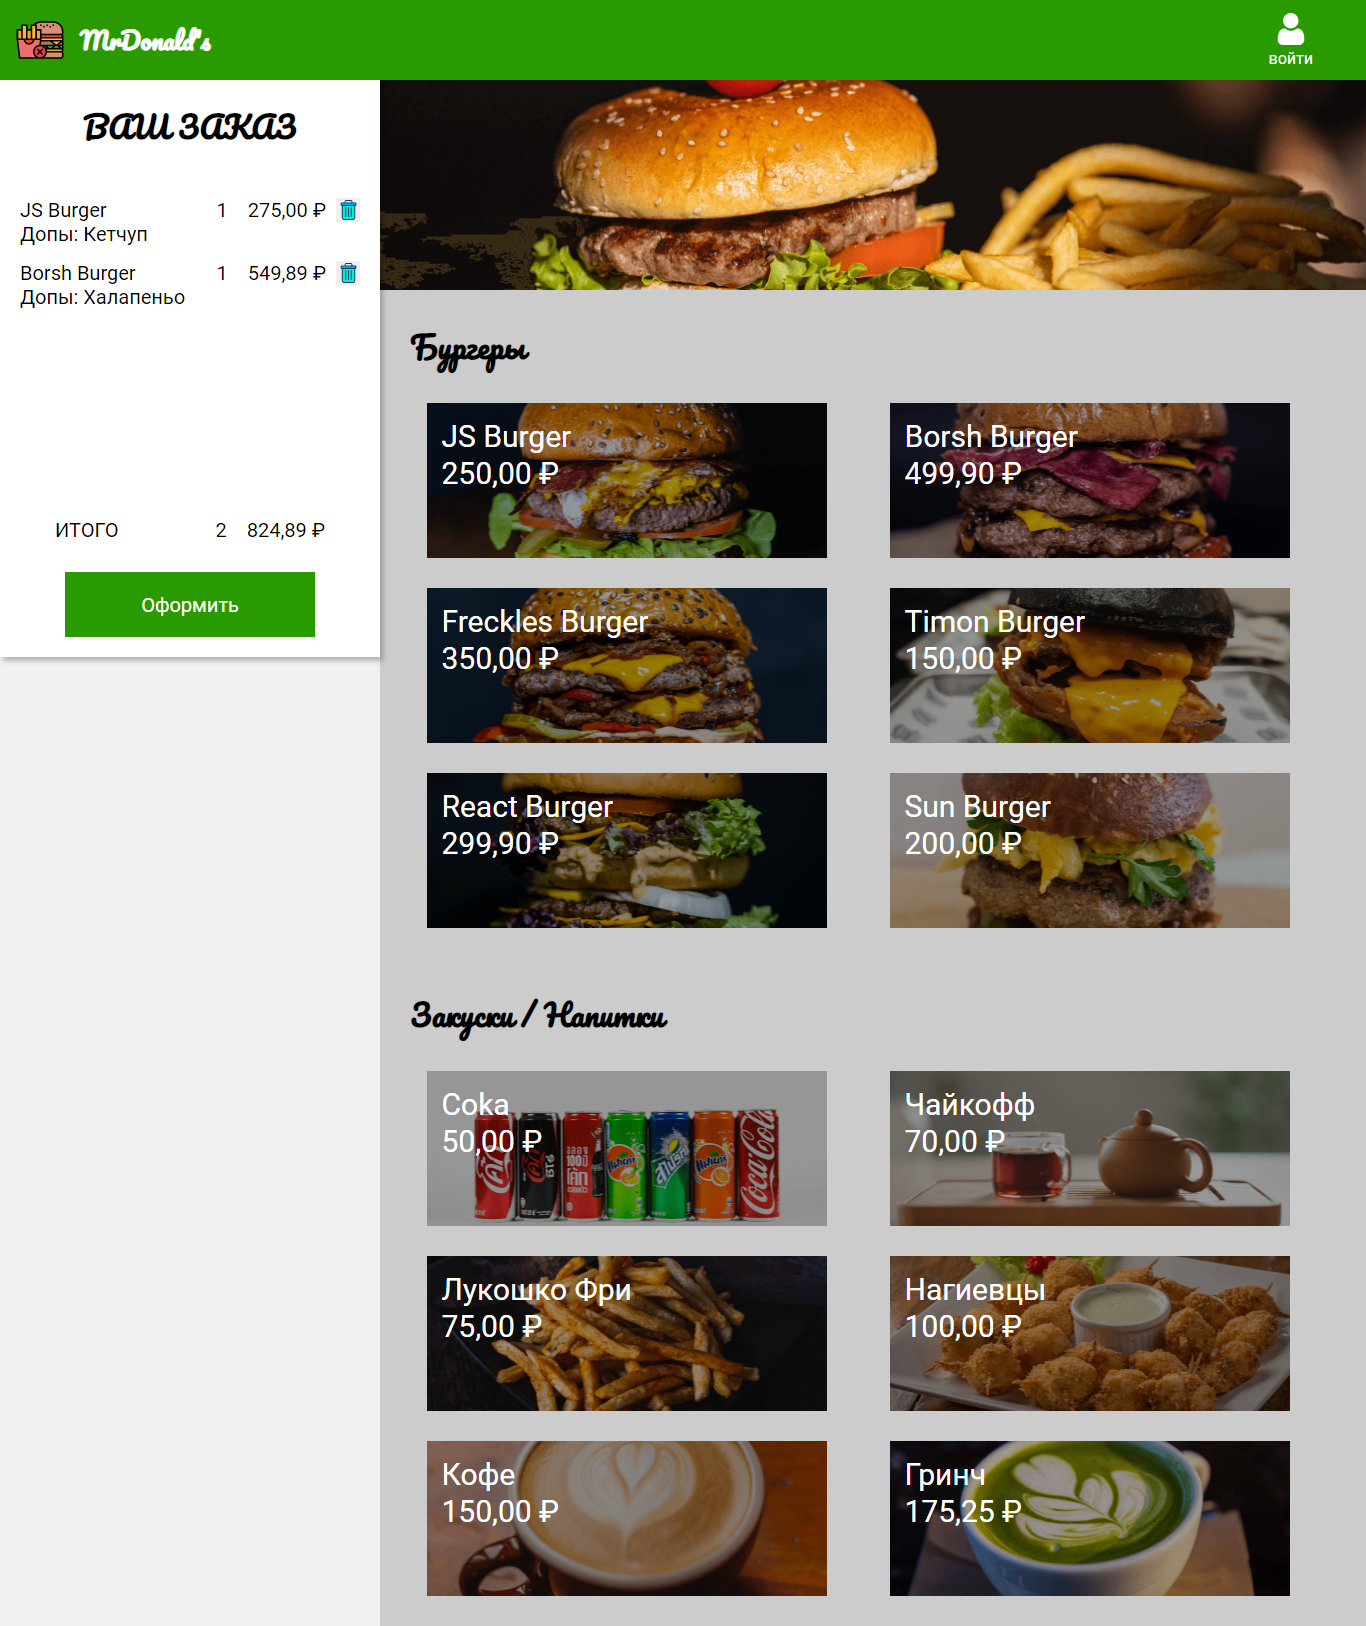 MrDonald's
войти
ВАШ ЗАКАЗ
JS Burger 1 275,00 ₽
Допы: Кетчуп
Borsh Burger 1 549,89 ₽
Допы: Халапеньо
ИТОГО 2 824,89 ₽
Оформить
Бургеры
JS Burger
250,00 ₽
Borsh Burger
499,90 ₽
Freckles Burger
350,00 ₽
Timon Burger
150,00 ₽
React Burger
299,90 ₽
Sun Burger
200,00 ₽
Закуски / Напитки
Coka
50,00 ₽
Coca-Cola
Чайкофф
70,00 ₽
Лукошко Фри
75,00 ₽
Нагиевцы
100,00 ₽
Кофе
150,00 ₽
Гринч
175,25 ₽